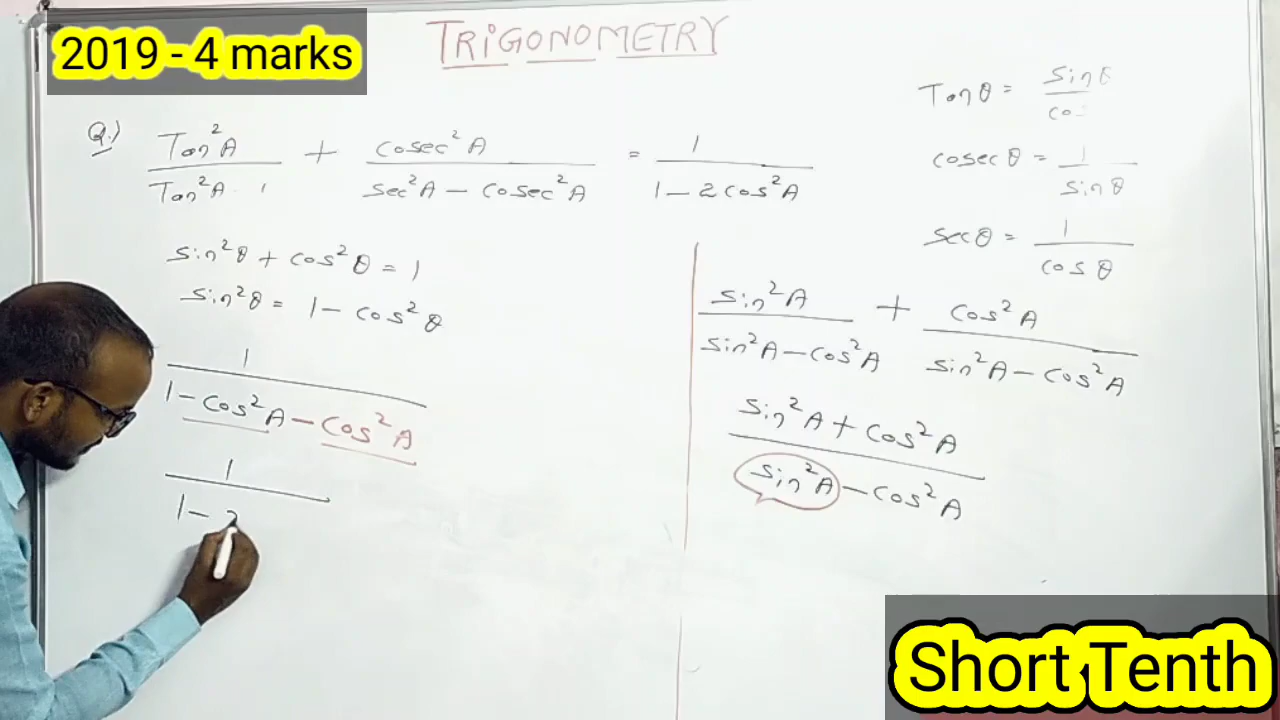 2019 - 4 marks
TRIGONOMETRY
Q.) Tan²A / Tan²A + cosec²A / sec²A - cosec²A = 1 / 1 - 2cos²A
sin²θ + cos²θ = 1
sin²θ = 1 - cos²θ
1 / 1 - cos²A - cos²A
1 / 1 - 2
Tanθ = sinθ / co
cosecθ = 1 / sinθ
secθ = 1 / cosθ
sin²A / sin²A - cos²A + cos²A / sin²A - cos²A
sin²A + cos²A / sin²A - cos²A
Short Tenth